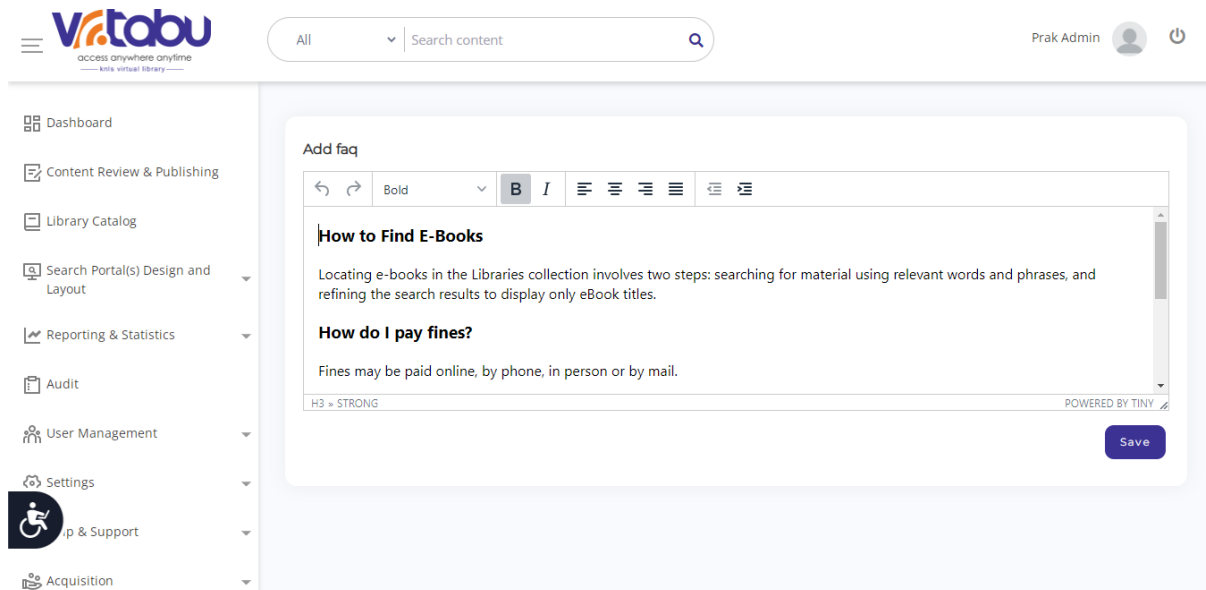 Vrtabu
access anywhere anytime
knls virtual library
All
Search content
Prak Admin
Dashboard
Content Review & Publishing
Library Catalog
Search Portal(s) Design and
Layout
Reporting & Statistics
Audit
User Management
Settings
& Support
Acquisition
Add faq
Bold
B
I
How to Find E-Books
Locating e-books in the Libraries collection involves two steps: searching for material using relevant words and phrases, and
refining the search results to display only eBook titles.
How do I pay fines?
Fines may be paid online, by phone, in person or by mail.
H3 » STRONG
POWERED BY TINY
Save